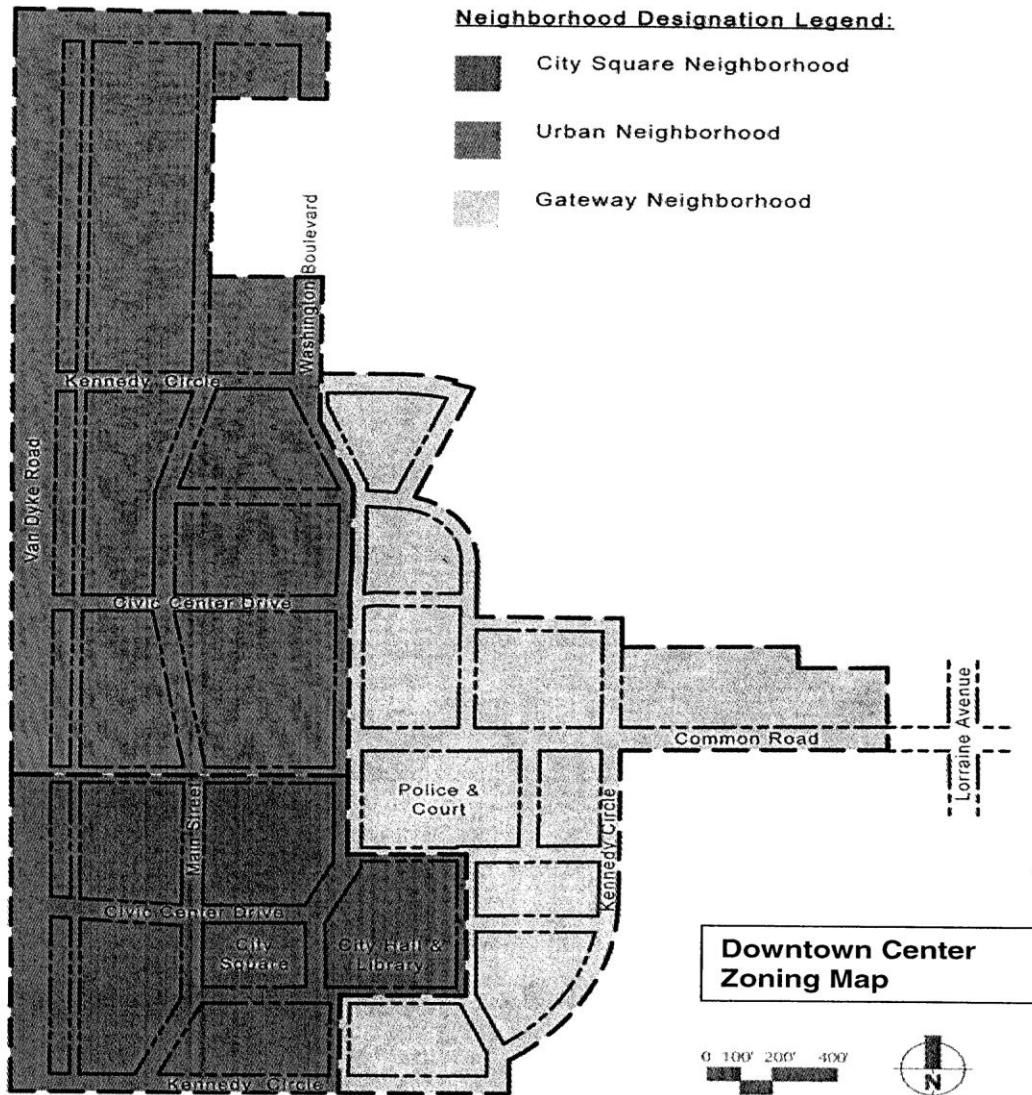 Neighborhood Designation Legend:
City Square Neighborhood
Urban Neighborhood
Gateway Neighborhood
Washington Boulevard
Kennedy Circle
Van Dyke Road
Civic Center Drive
Lorraine Avenue
Common Road
Police &
Court
Main Street
Kennedy Circle
Civic Center Drive
City
Square
City Hall &
Library
Downtown Center
Zoning Map
0 100' 200' 400'
N
Kennedy Circle